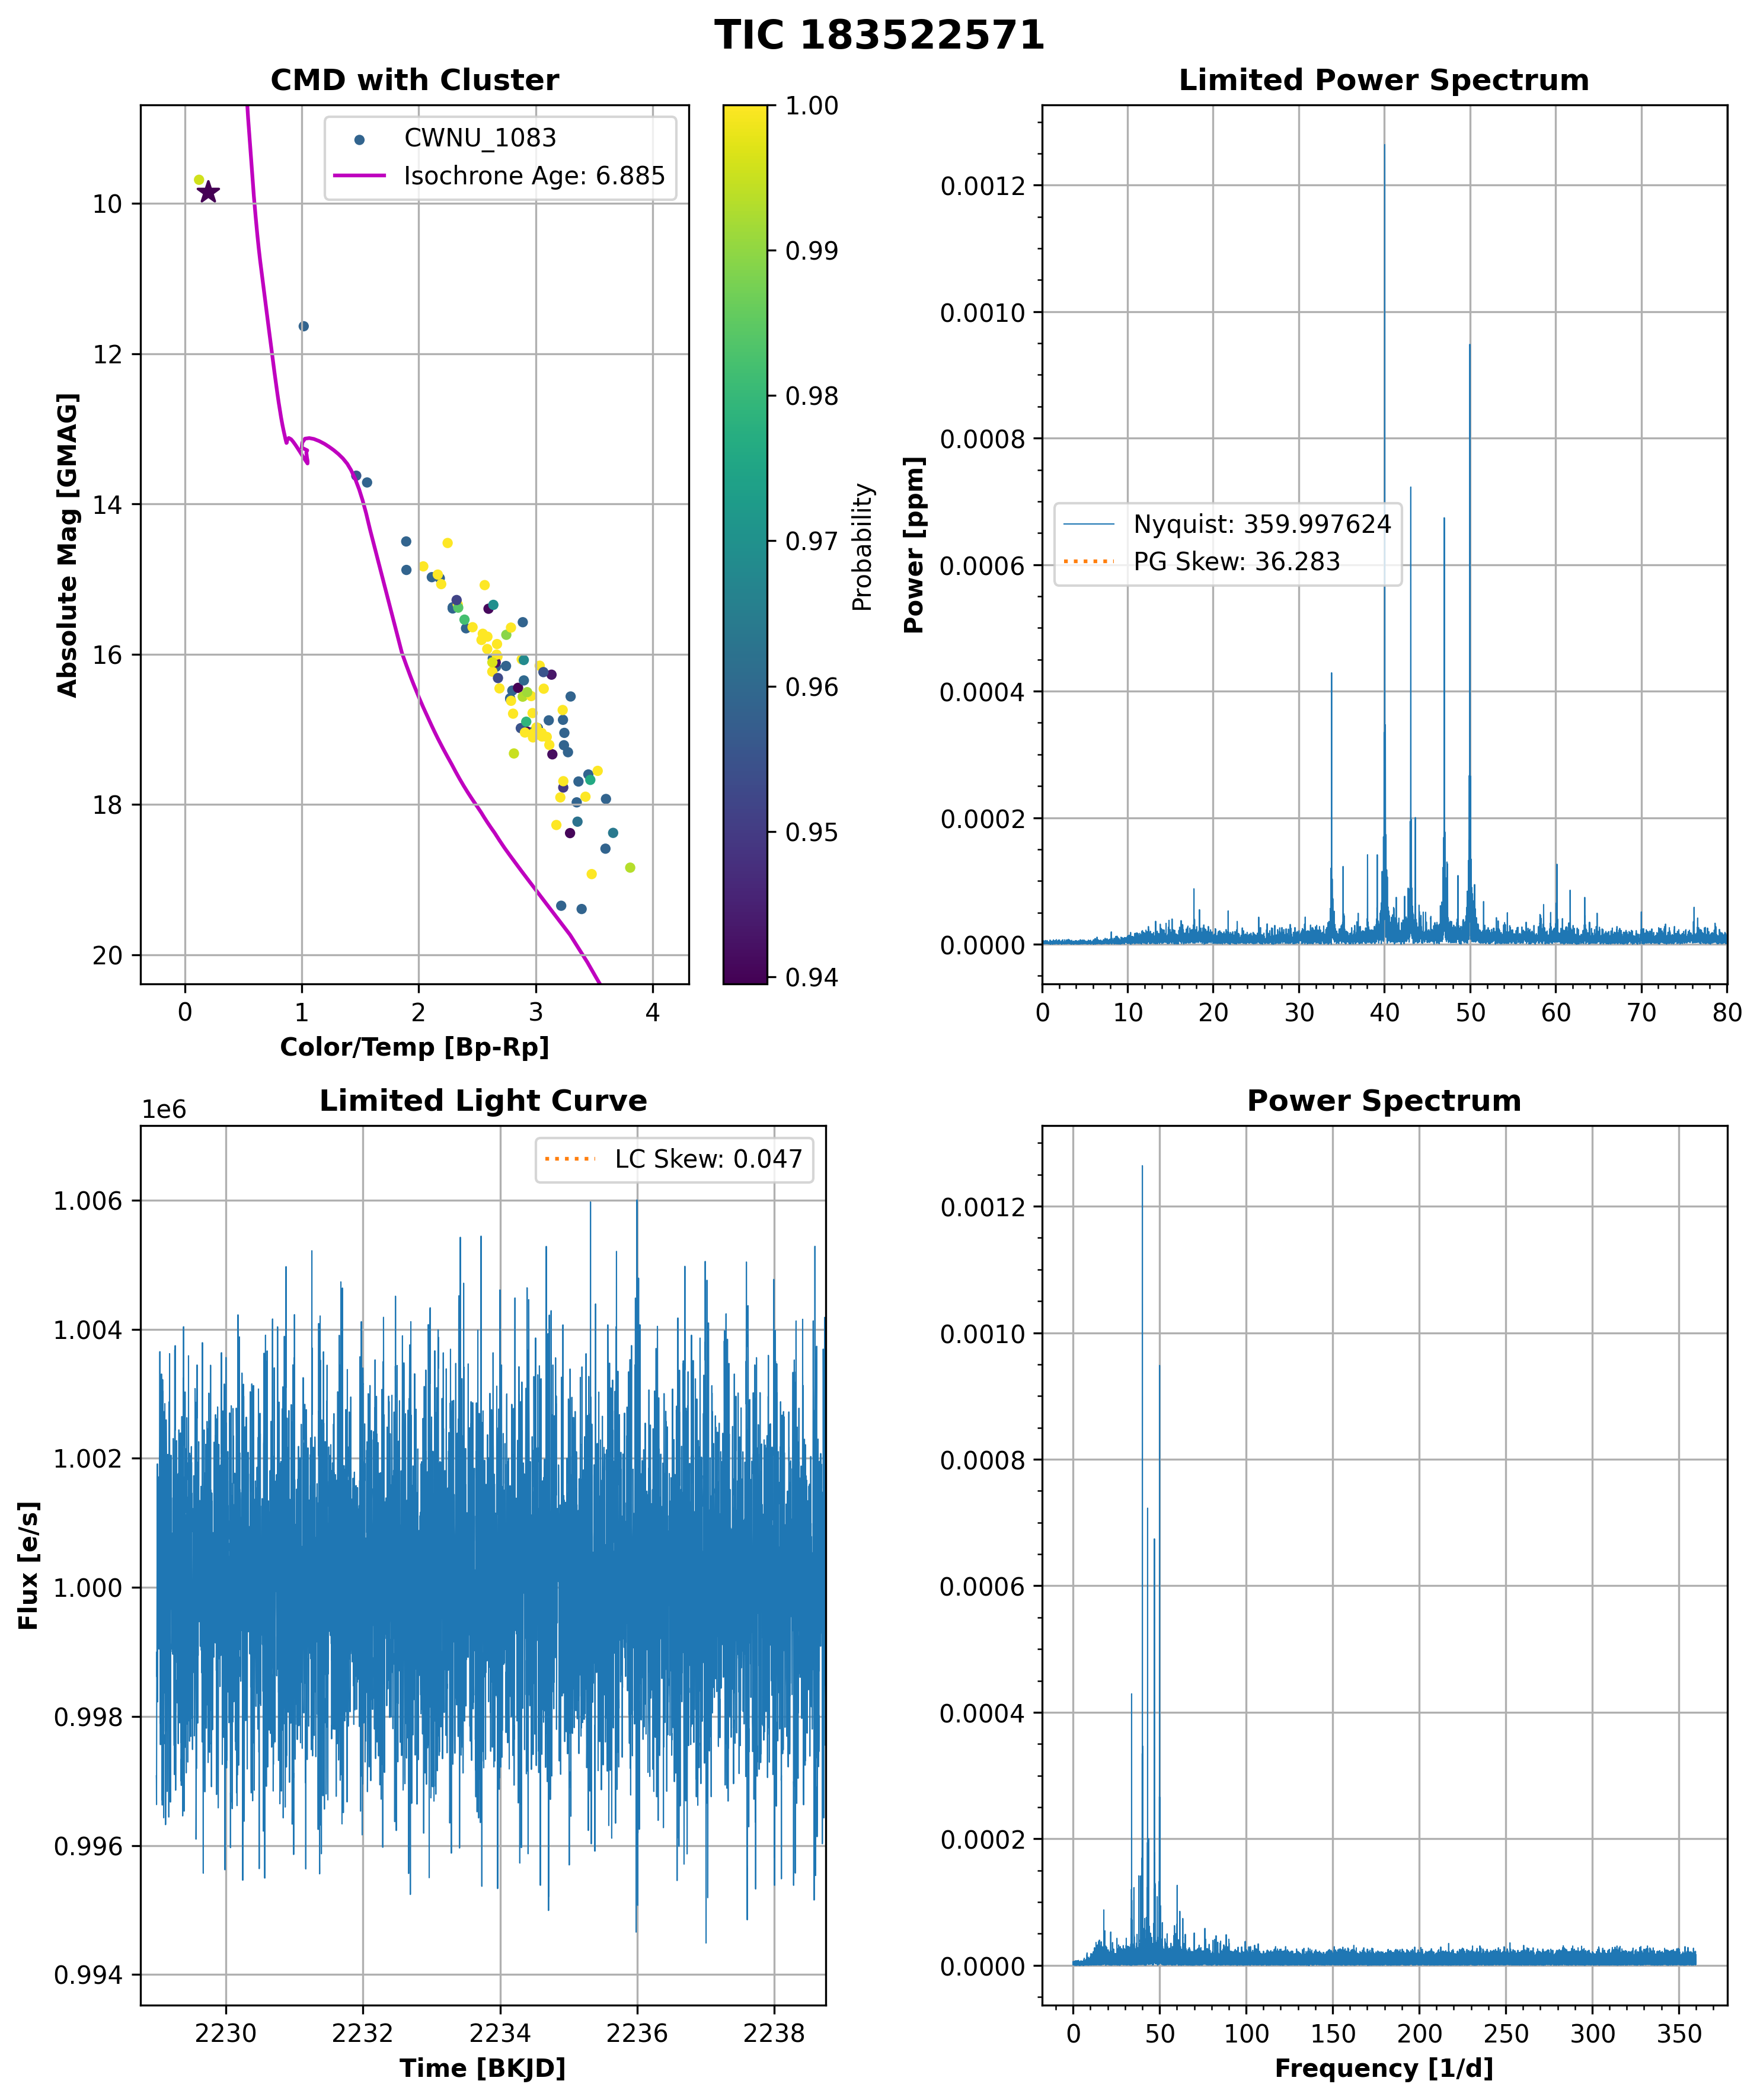 TIC 183522571
CMD with Cluster
CWNU_1083
Isochrone Age: 6.885
10
12
14
16
18
20
0 1 2 3 4
Absolute Mag [GMAG]
Color/Temp [Bp-Rp]
1.00
0.99
0.98
0.97
0.96
0.95
0.94
Probability
Limited Power Spectrum
Nyquist: 359.997624
PG Skew: 36.283
0.0012
0.0010
0.0008
0.0006
0.0004
0.0002
0.0000
0 10 20 30 40 50 60 70 80
Power [ppm]
Limited Light Curve
1e6
LC Skew: 0.047
1.006
1.004
1.002
1.000
0.998
0.996
0.994
2230 2232 2234 2236 2238
Flux [e/s]
Time [BKJD]
Power Spectrum
0.0012
0.0010
0.0008
0.0006
0.0004
0.0002
0.0000
0 50 100 150 200 250 300 350
Frequency [1/d]